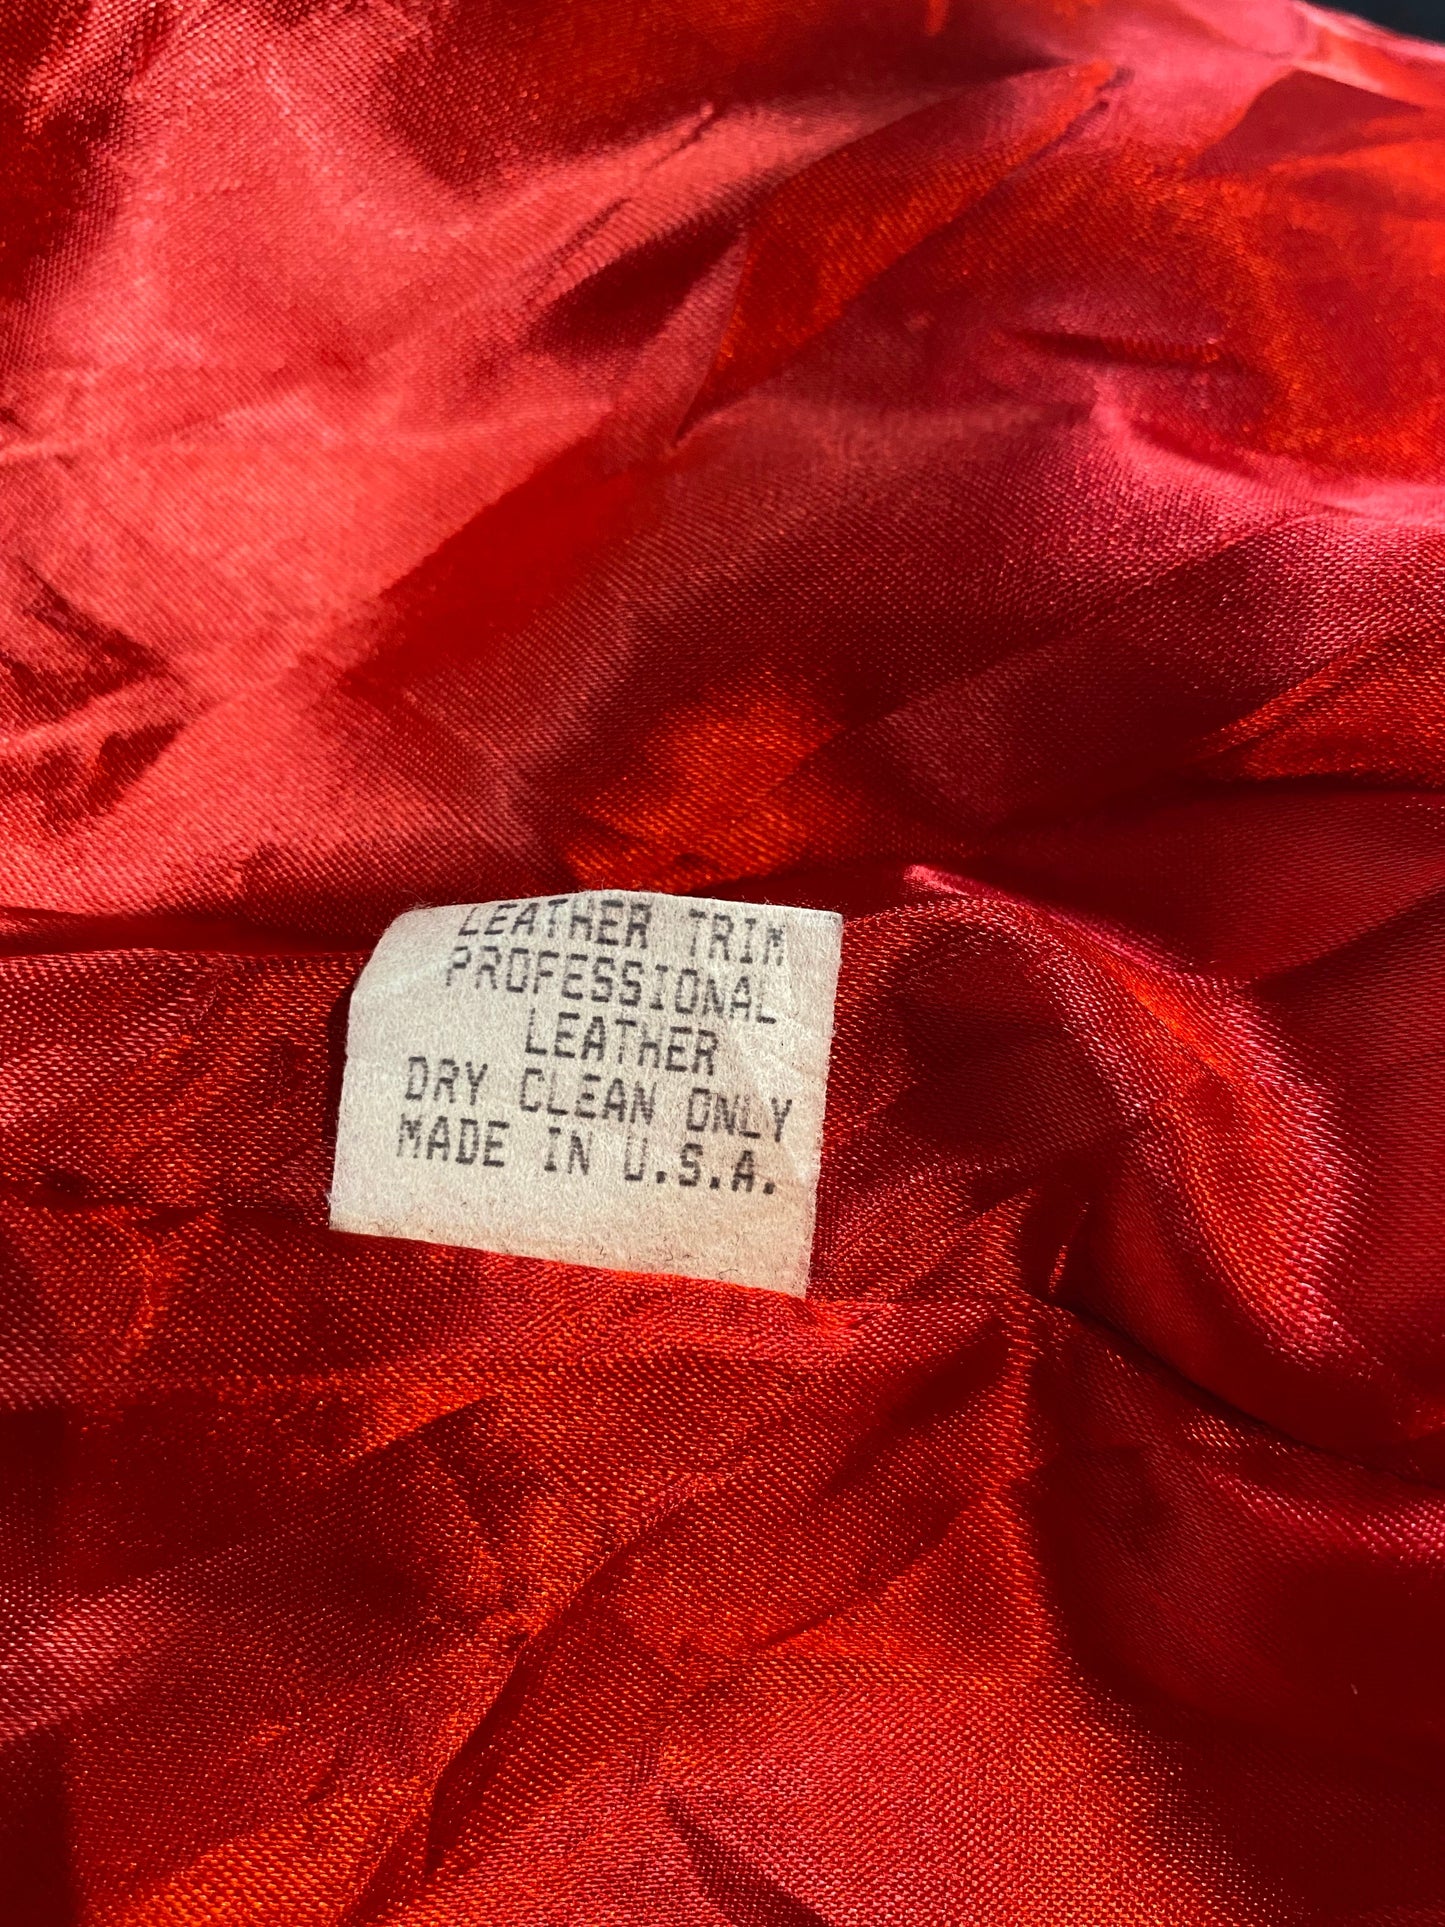 LEATHER TRIM
PROFESSIONAL
LEATHER
DRY CLEAN ONLY
MADE IN U.S.A.